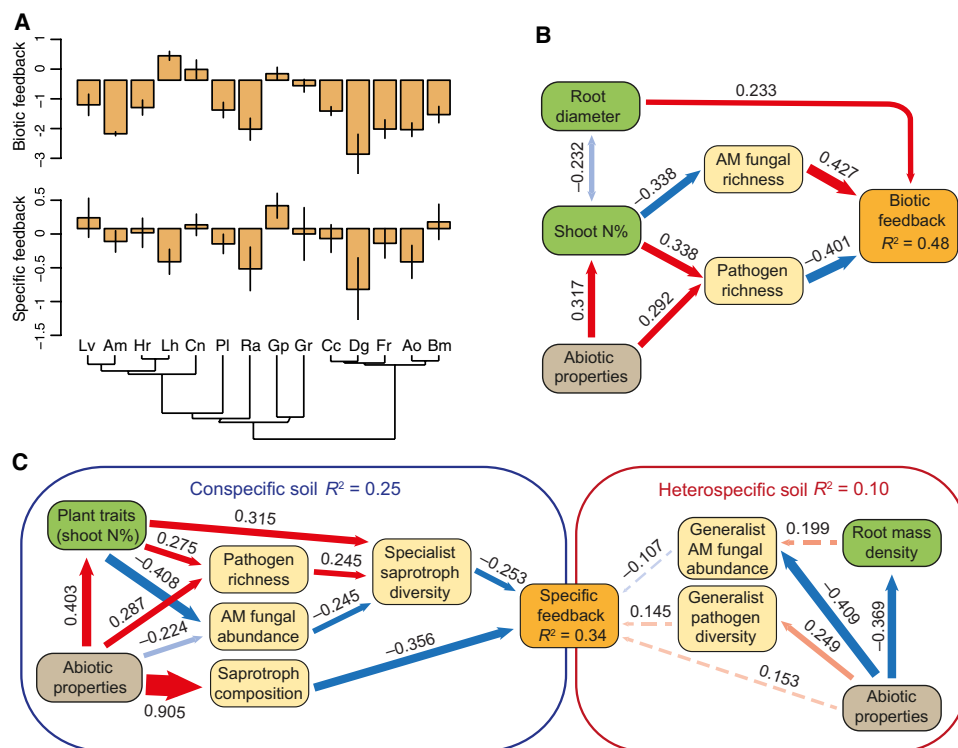 A
Biotic feedback
1
0
−1
−2
−3
Specific feedback
0.5
0
−0.5
−1
−1.5
Lv Am Hr Lh Cn Pl Ra Gp Gr Cc Dg Fr Ao Bm
B
Root
diameter
0.233
−0.232
AM fungal
richness
−0.338
0.427
Shoot N%
Biotic
feedback
R² = 0.48
0.338
−0.401
Pathogen
richness
0.317
0.292
Abiotic
properties
C
Conspecific soil R² = 0.25
Plant traits
(shoot N%)
0.315
0.275
Pathogen
richness
0.245
Specialist
saprotroph
diversity
−0.253
−0.408
0.403
0.287
AM fungal
abundance
−0.245
−0.224
Abiotic
properties
0.905
Saprotroph
composition
−0.356
Specific
feedback
R² = 0.34
Heterospecific soil R² = 0.10
Generalist
AM fungal
abundance
0.199
Root mass
density
−0.107
Generalist
pathogen
diversity
0.145
−0.409
−0.369
0.249
0.153
Abiotic
properties